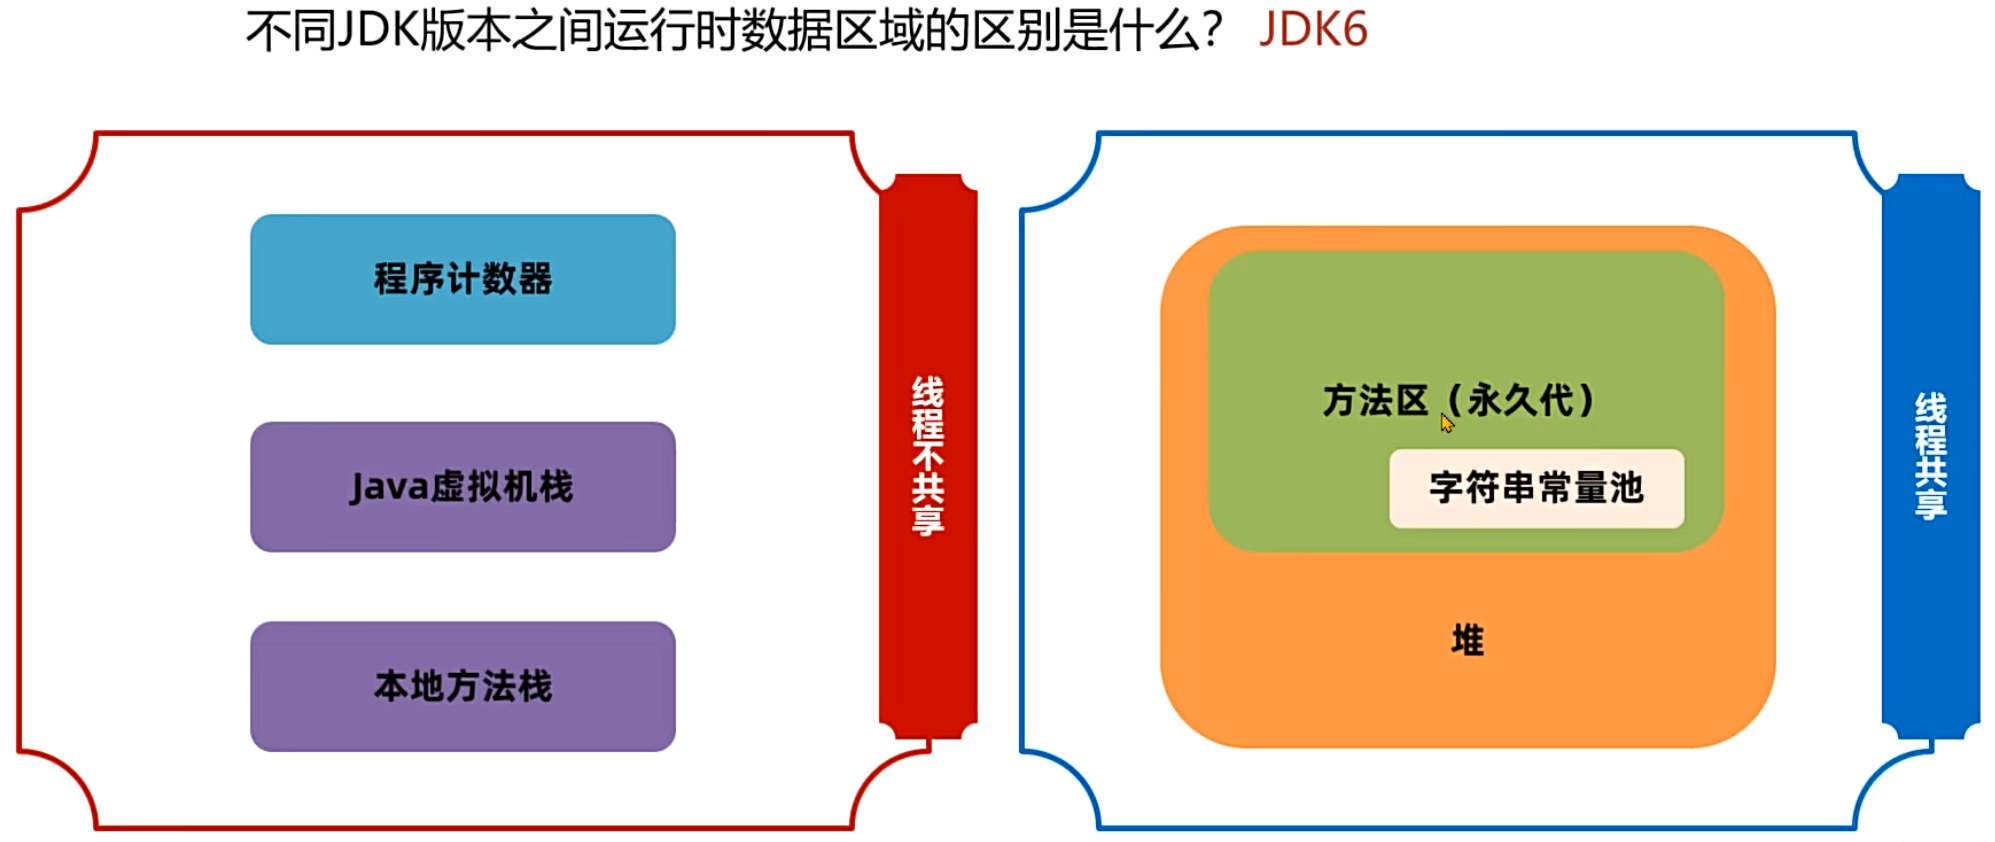 不同JDK版本之间运行时数据区域的区别是什么？ JDK6
程序计数器
Java虚拟机栈
本地方法栈
线程不共享
方法区（永久代）
字符串常量池
堆
线程共享